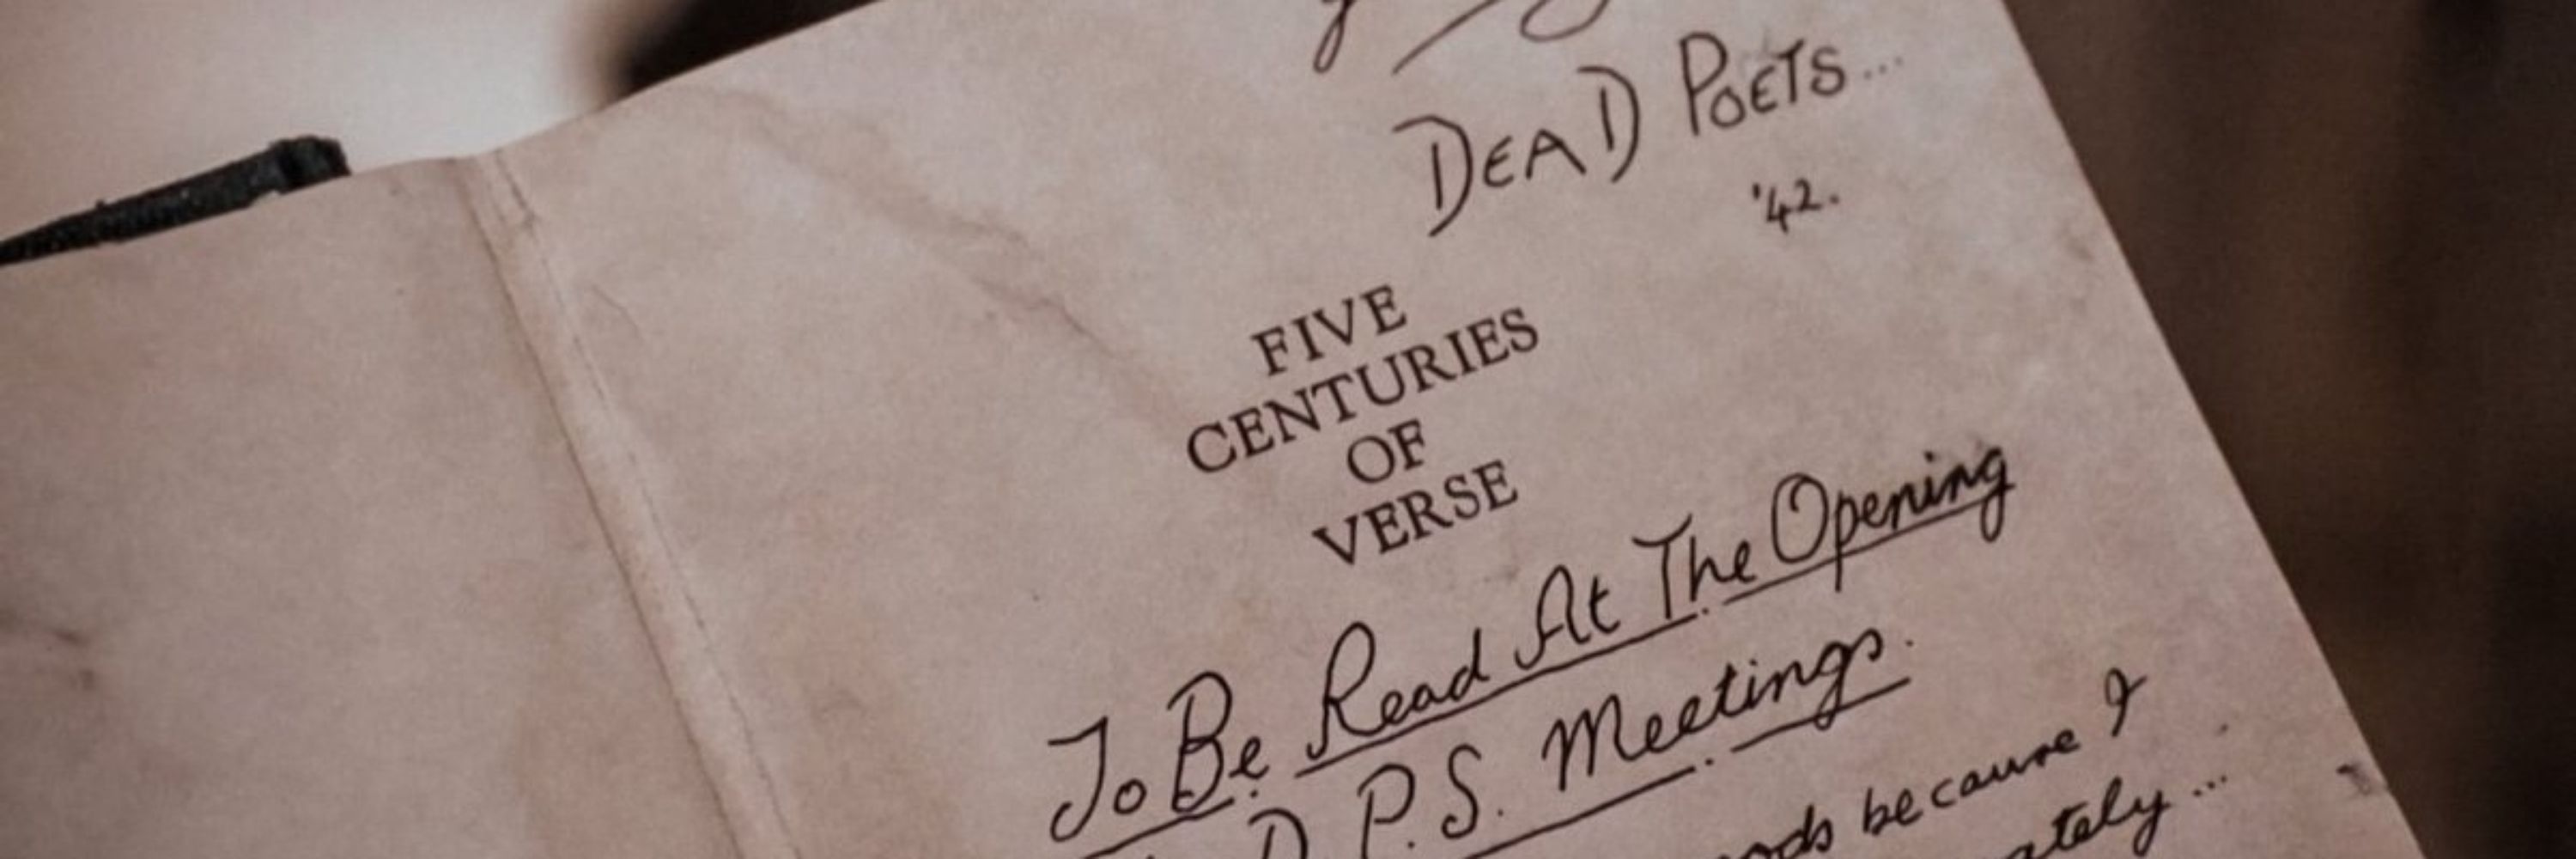 DEAD POETS...
'42.
FIVE
CENTURIES
OF
VERSE
To Be Read At The Opening
D.P.S. Meetings.
because I